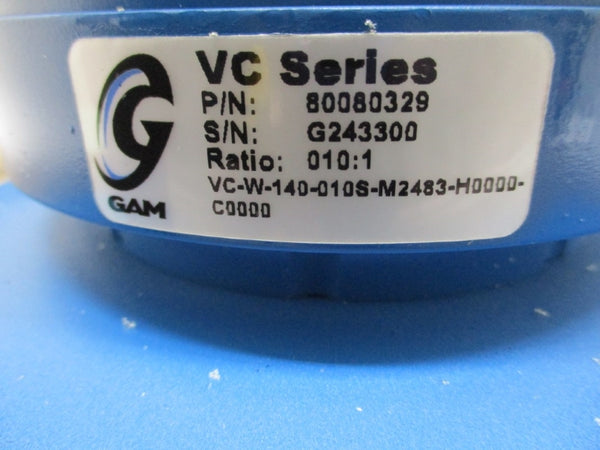 VC Series
P/N: 80080329
S/N: G243300
Ratio: 010:1
VC-W-140-010S-M2483-H0000-
C0000
GAM